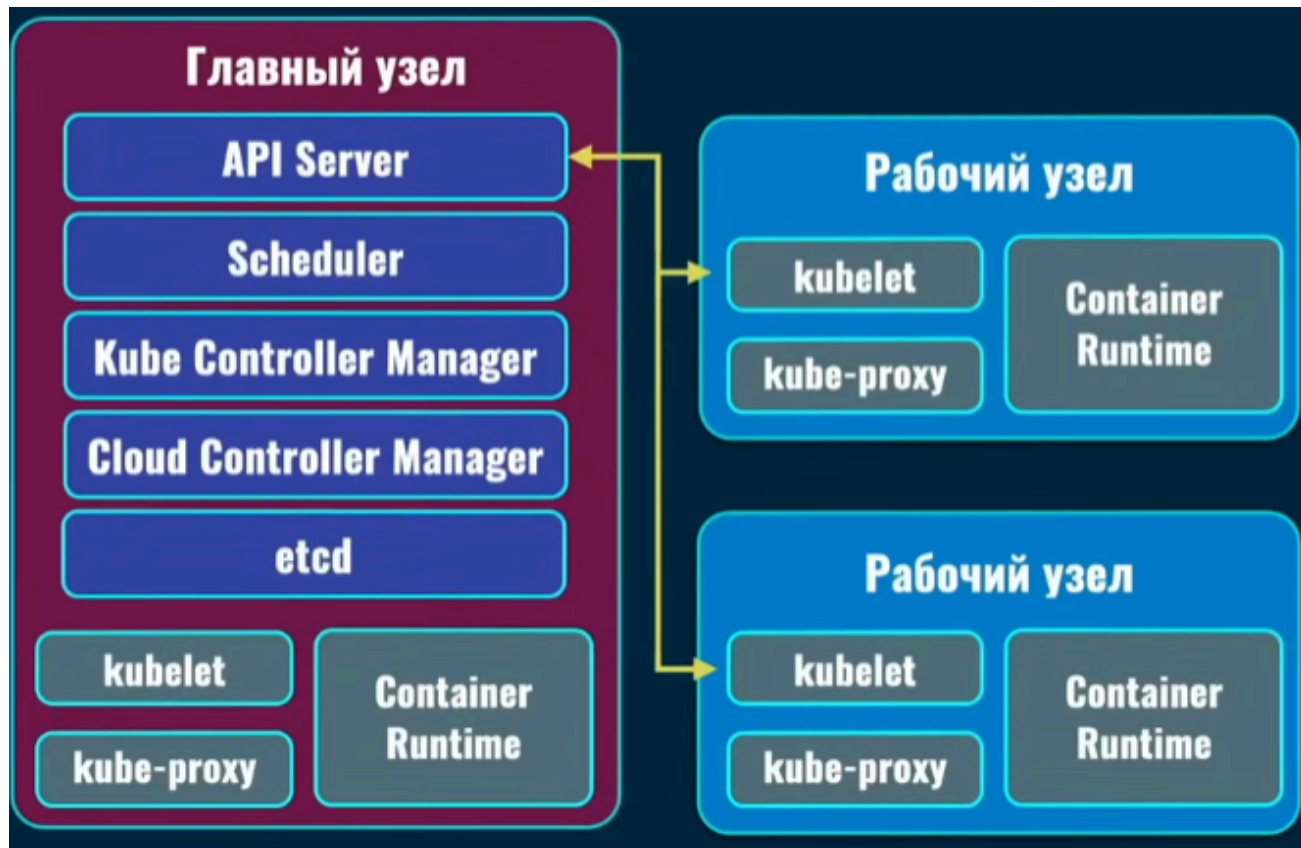 Главный узел
API Server
Scheduler
Kube Controller Manager
Cloud Controller Manager
etcd
kubelet
kube-proxy
Container
Runtime
Рабочий узел
kubelet
kube-proxy
Container
Runtime
Рабочий узел
kubelet
kube-proxy
Container
Runtime